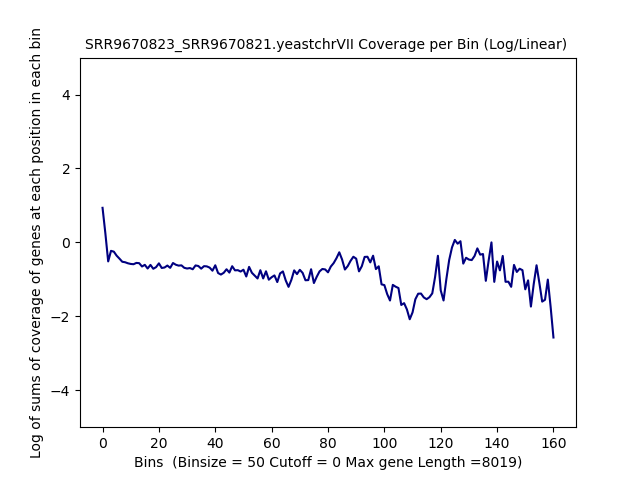 SRR9670823_SRR9670821.yeastchrVII Coverage per Bin (Log/Linear)
Log of sums of coverage of genes at each position in each bin
4
2
0
−2
−4
0 20 40 60 80 100 120 140 160
Bins  (Binsize = 50 Cutoff = 0 Max gene Length =8019)